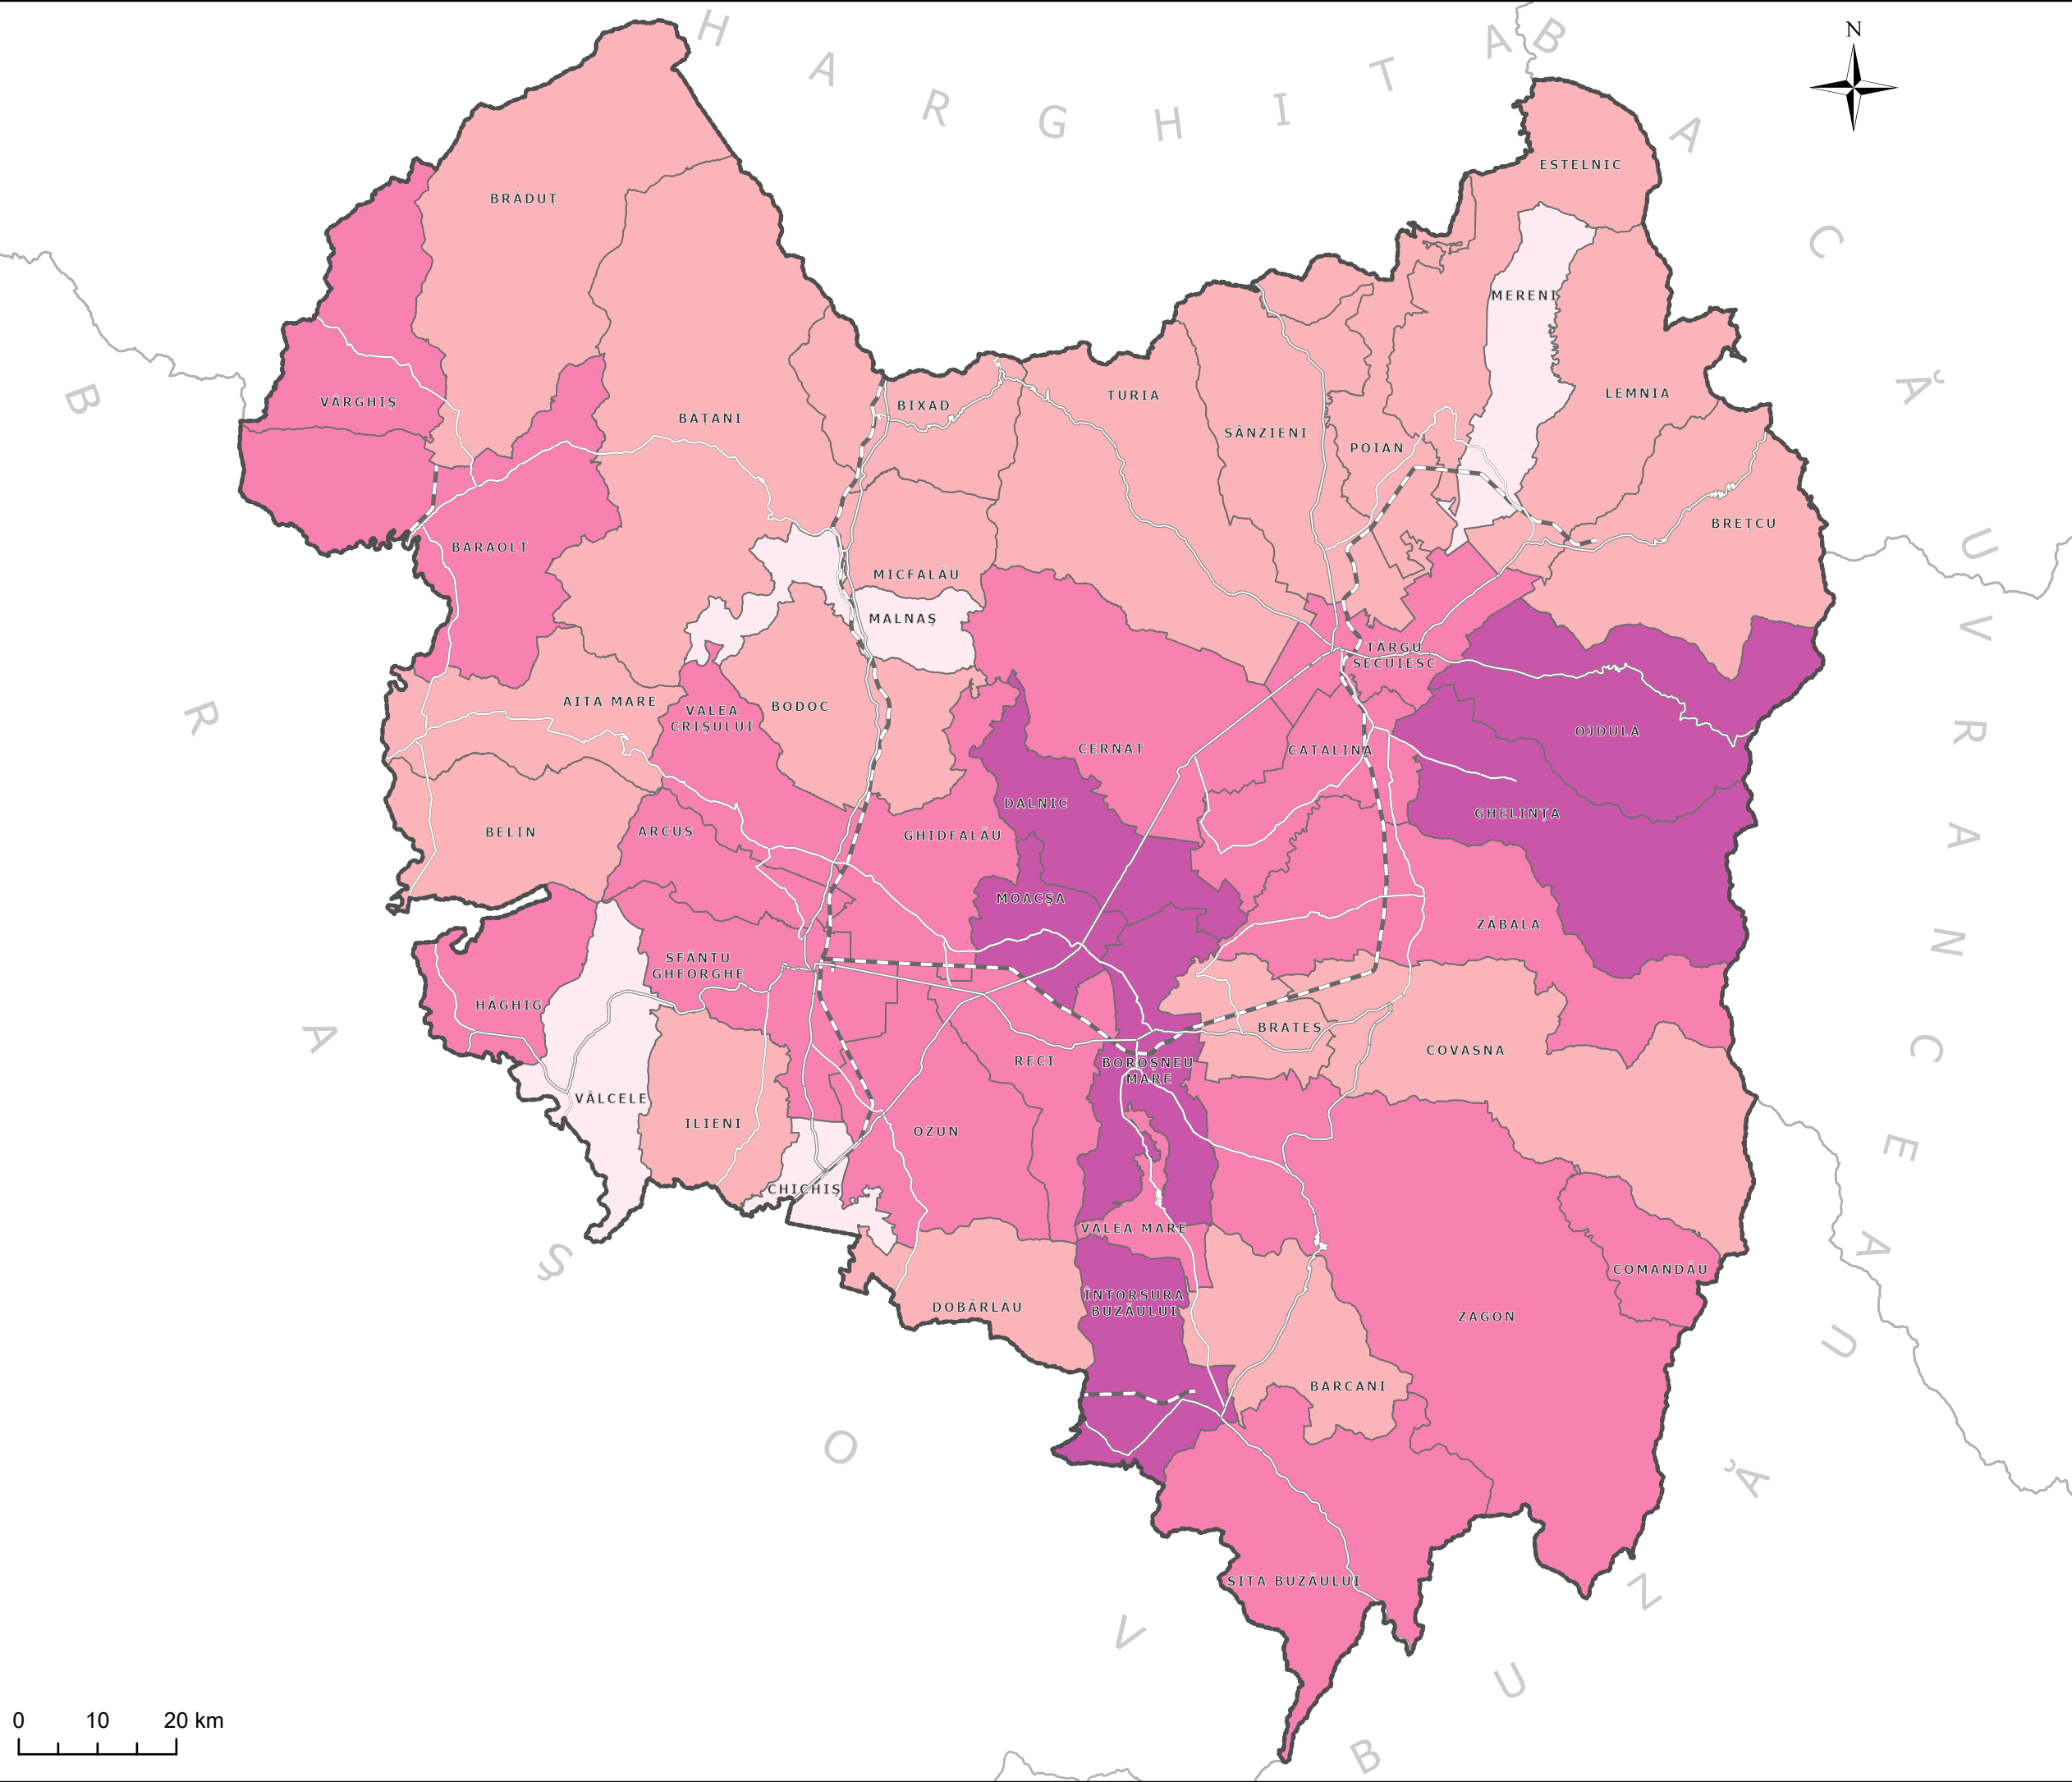 HARGHITA
BACĂU
VRANCEA
BUZĂU
BRAȘOV
N
ESTELNIC
BRĂDUȚ
MERENI
LEMNIA
VÂRGHIȘ
BĂȚANI
BIXAD
TURIA
SÂNZIENI
POIAN
BREȚCU
BARAOLT
MICFALĂU
MALNAȘ
TÂRGU
SECUIESC
AITA MARE
VALEA
CRIȘULUI
BODOC
OJDULA
CERNAT
CATALINA
DALNIC
GHELINȚA
BELIN
ARCUȘ
GHIDFALĂU
MOACȘA
ZĂBALA
SFÂNTU
GHEORGHE
HĂGHIG
BRATEȘ
COVASNA
RECI
BOROȘNEU
MARE
VÂLCELE
ILIENI
OZUN
CHICHIȘ
VALEA MARE
COMANDĂU
DOBÂRLĂU
ÎNTORSURA
BUZĂULUI
ZAGON
BARCANI
SITA BUZĂULUI
0 10 20 km